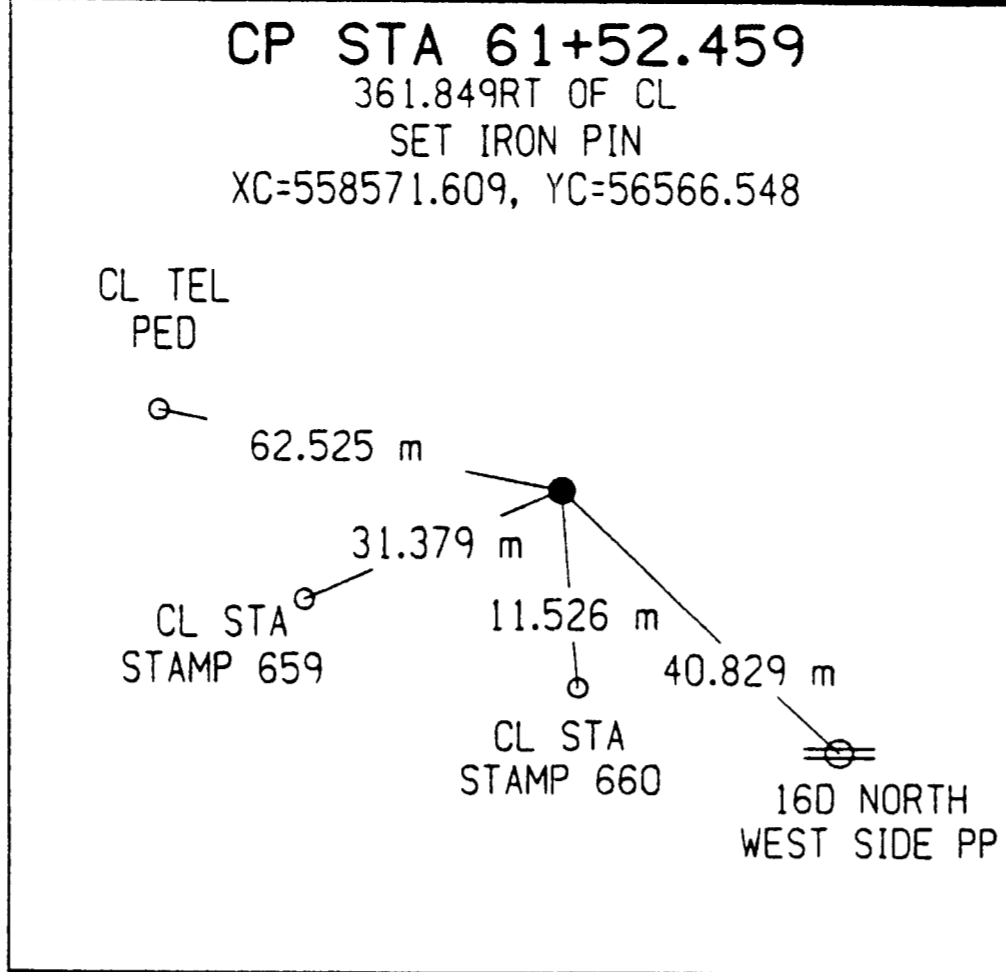 CP STA 61+52.459
361.849RT OF CL
SET IRON PIN
XC=558571.609, YC=56566.548
CL TEL
PED
62.525 m
31.379 m
CL STA
STAMP 659
11.526 m
40.829 m
CL STA
STAMP 660
16D NORTH
WEST SIDE PP